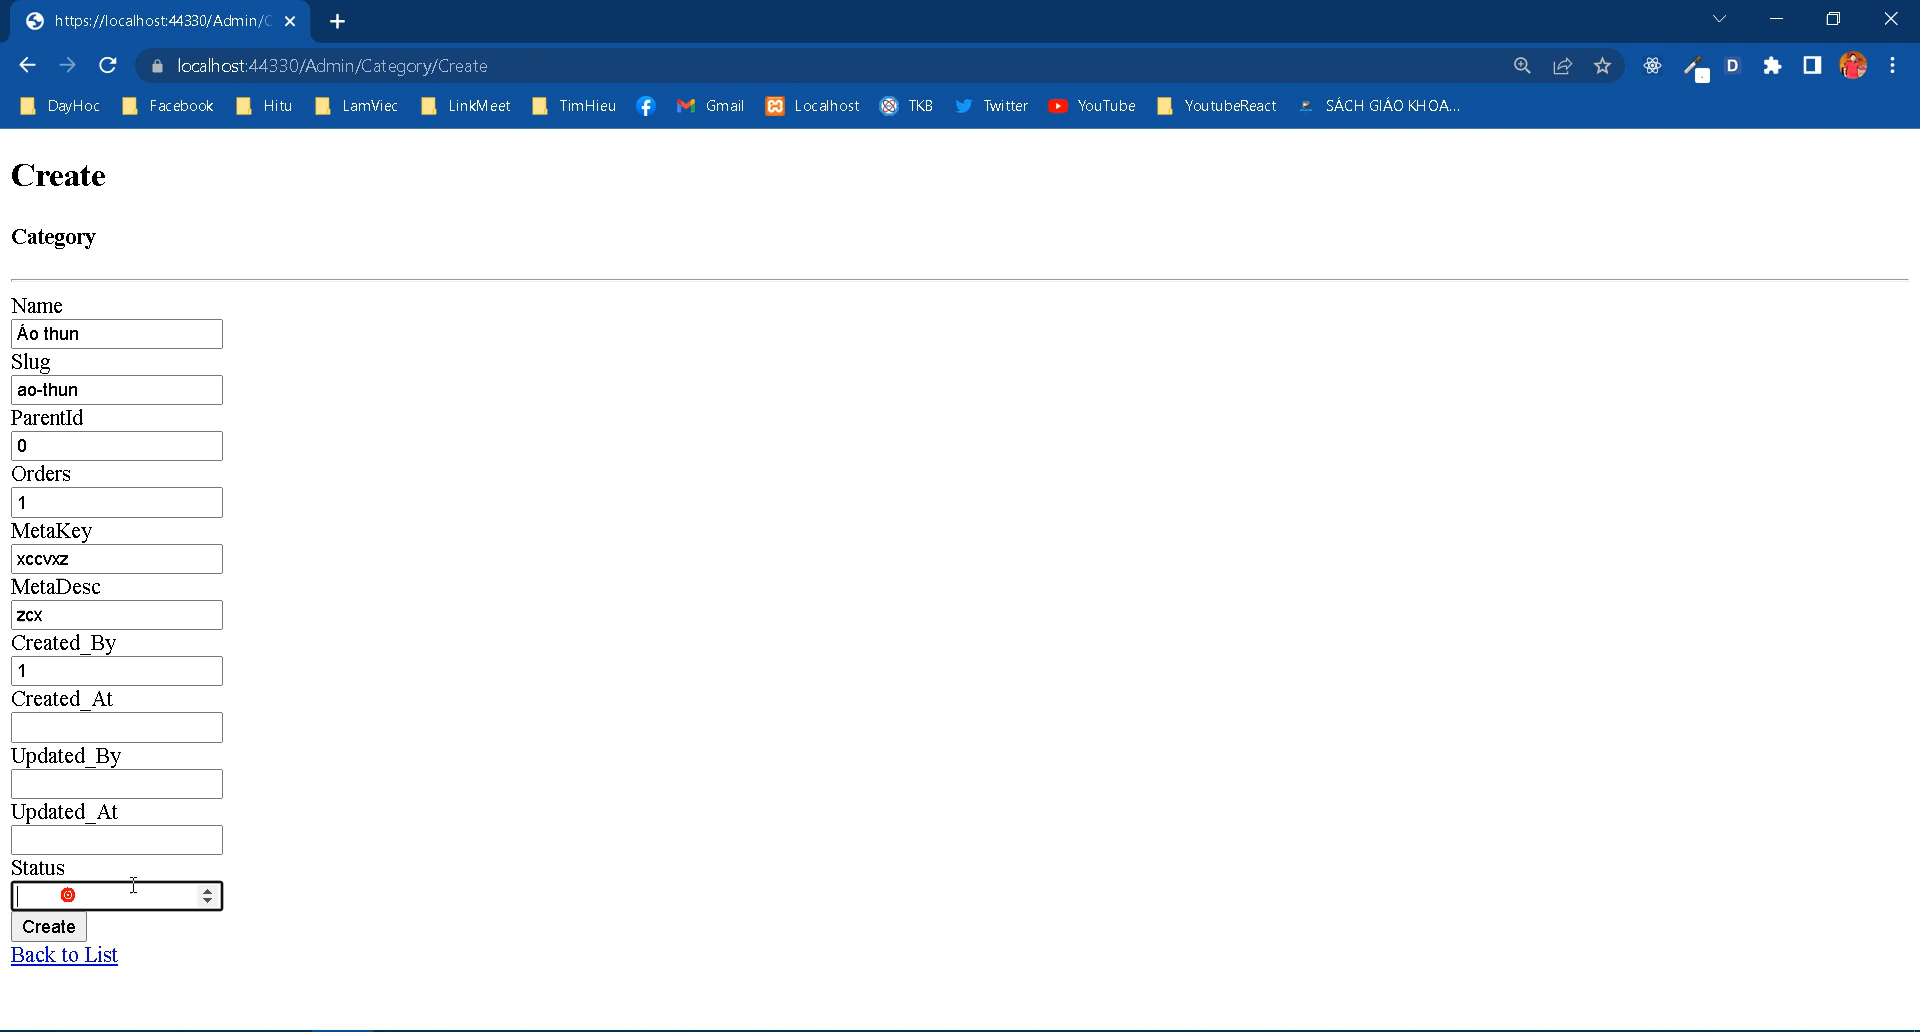 https://localhost:44330/Admin/C
localhost:44330/Admin/Category/Create
DayHoc Facebook Hitu LamViec LinkMeet TimHieu Gmail Localhost TKB Twitter YouTube YoutubeReact SÁCH GIÁO KHOA...
D
Create
Category
Name
Áo thun
Slug
ao-thun
ParentId
0
Orders
1
MetaKey
xccvxz
MetaDesc
zcx
Created_By
1
Created_At
Updated_By
Updated_At
Status
Create
Back to List